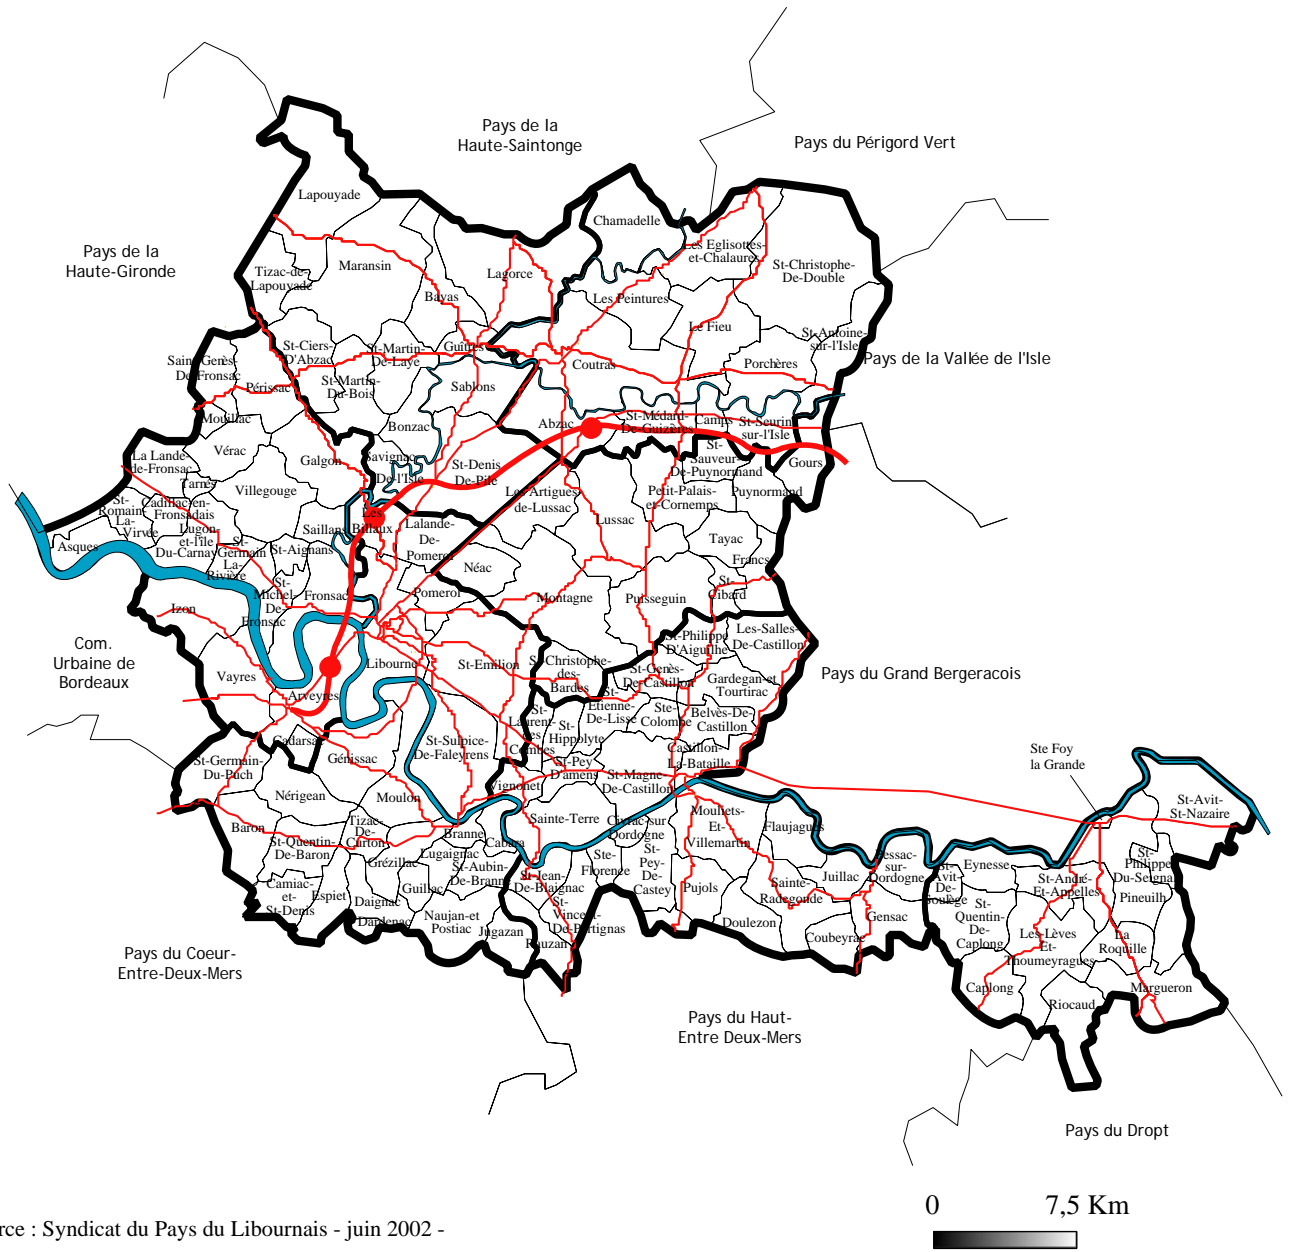 Pays de la
Haute-Saintonge
Pays du Périgord Vert
Pays de la
Haute-Gironde
Pays de la Vallée de l'Isle
Com.
Urbaine de
Bordeaux
Pays du Grand Bergeracois
Pays du Coeur-
Entre-Deux-Mers
Pays du Haut-
Entre Deux-Mers
Pays du Dropt
Ste Foy
la Grande
Lapouyade
Chamadelle
Les Eglisottes-
et-Chalaures
St-Christophe-
De-Double
Maransin
Tizac-de-
Lapouyade
Lagorce
Bayas
Les Peintures
Le Fieu
St-Antoine-
sur-l'Isle
St-Ciers-
D'Abzac
St-Martin-
De-Laye
Guîtres
Saint-Genès-
De-Fronsac
Périssac
St-Martin-
Du-Bois
Sablons
Coutras
Porchères
Mouillac
Bonzac
Abzac
St-Médard-
De-Guizères
Camps
St-Seurin-
sur-l'Isle
La Lande-
de-Fronsac
Vérac
Galgon
Savignac-
De-l'Isle
St-Denis
De-Pile
St-
Sauveur-
De-Puynormand
Gours
Tarnès
Villegouge
Les Artigues-
de-Lussac
Petit-Palais-
et-Cornemps
Puynormand
St-
Romain-
La-
Virvée
Cadillac-en-
Fronsadais
Lugon-
et-l'île
Du-Carnay
Saillans
Les
Billaux
Lalande-
De-
Pomerol
Lussac
Tayac
Francs
Asques
St-
Germain
La-
Rivière
St-Aignans
Néac
St-
Cibard
St-
Michel-
De-
Fronsac
Fronsac
Pomerol
Montagne
Puisseguin
Izon
St-Philippe
D'Aiguilhe
Les-Salles-
De-Castillon
Vayres
Arveyres
Libourne
St-Emilion
St-Christophe-
des-
Bardes
St-Genès-
De-Castillon
Gardegan-et
Tourtirac
St-
Etienne-
De-Lisse
Ste-
Colombe
Belvès-De-
Castillon
St-
Laurent-
des
Combes
St-
Hippolyte
Cadarsac
Génissac
St-Sulpice-
De-Faleyrens
Castillon-
La-Bataille
St-Germain-
Du-Puch
St-Pey
D'amens
St-Magne-
De-Castillon
Vignonet
Nérigean
Moulon
Sainte-Terre
Civrac-sur-
Dordogne
Mouliets-
Et-
Villemartin
Flaujagues
St-Avit-
St-Nazaire
Baron
Tizac-
De-
Curton
Branne
Cabara
St-Quentin-
De-Baron
Grézillac
Lugaignac
St-Aubin-
De-Brann
Ste-
Florence
St-
Pey-
De-
Castey
Pessac-
sur-
Dordogne
Juillac
Eynesse
St-
Philippe
Du-Seignal
Camiac-
et-
St-Denis
Espiet
Daignac
Guillac
St-Jean-
De-Blaignac
Pujols
Sainte-
Radegonde
St-
Avit-
De-
Soulège
St-André-
Et-Appelles
Pineuilh
Dardenac
Naujan-et
Postiac
Jugazan
St-
Vincent-
De-Pertignas
Rauzan
Doulezon
Gensac
Coubeyrac
St-
Quentin-
De-
Caplong
Les-Lèves
Et-
Thoumeyragues
La
Roquille
Caplong
Riocaud
Margueron
0 7,5 Km
rce : Syndicat du Pays du Libournais - juin 2002 -